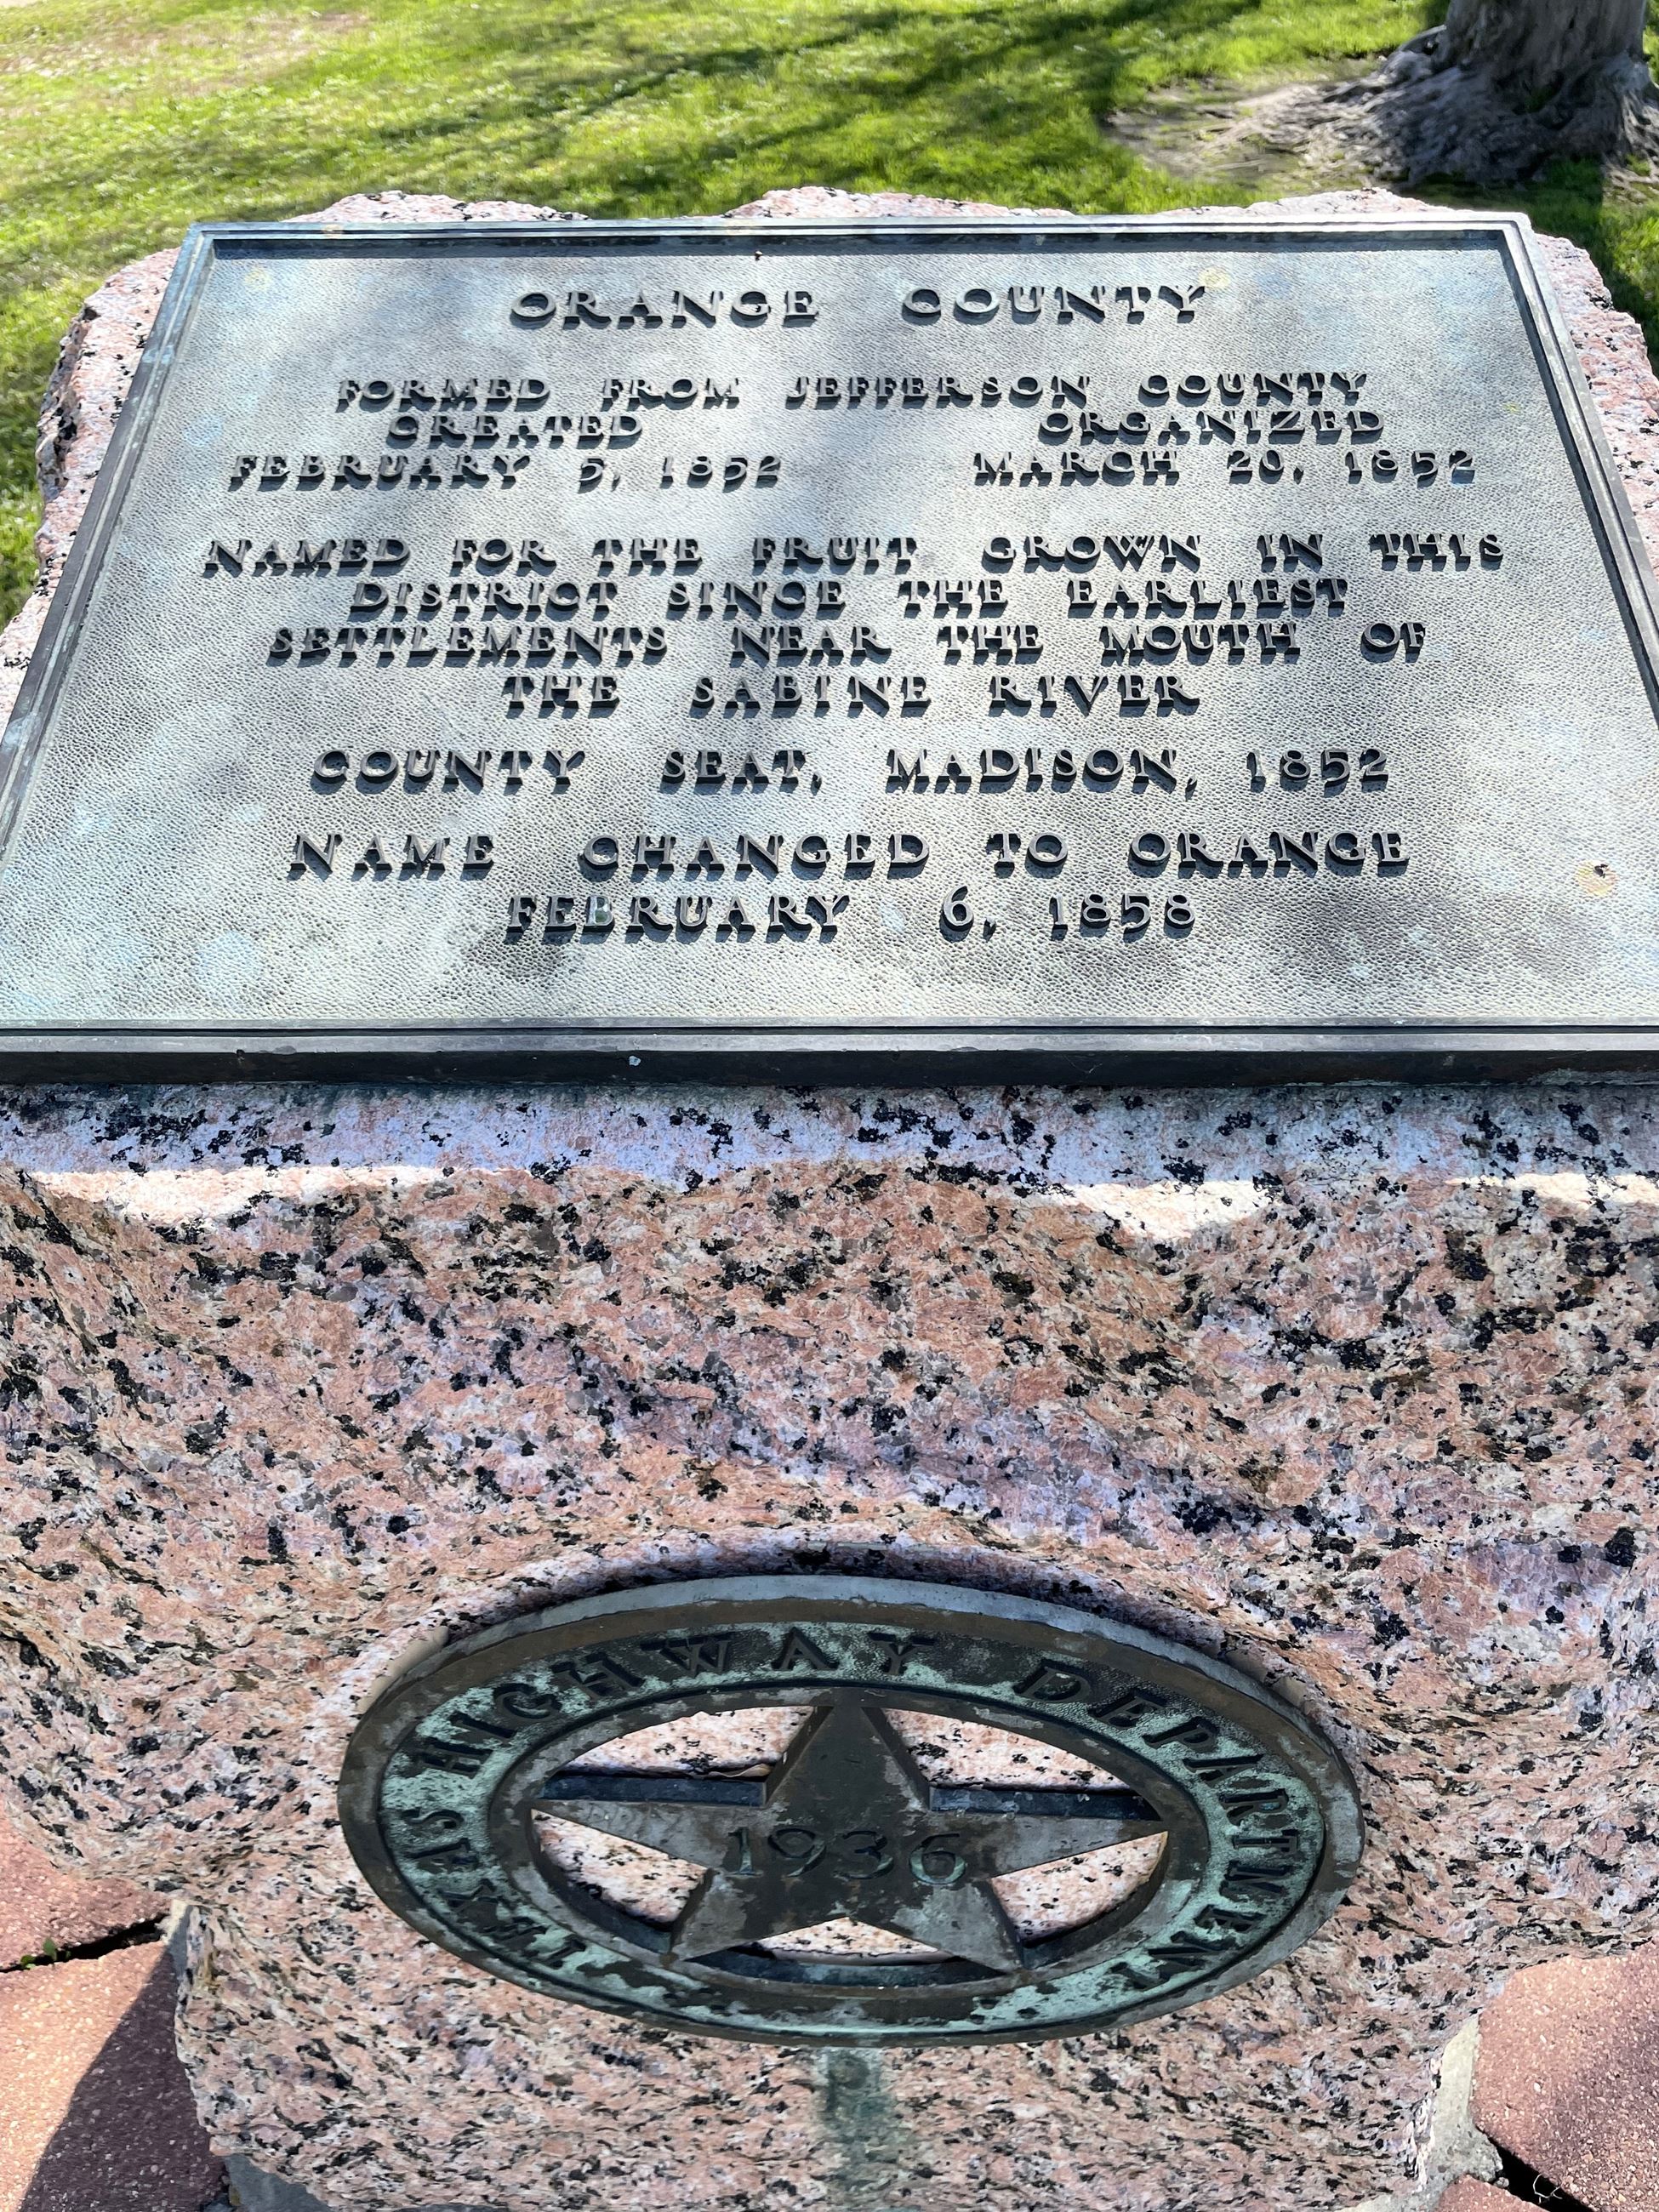 ORANGE COUNTY
FORMED FROM JEFFERSON COUNTY
CREATED ORGANIZED
FEBRUARY 5, 1852 MARCH 20, 1852
NAMED FOR THE FRUIT GROWN IN THIS
DISTRICT SINCE THE EARLIEST
SETTLEMENTS NEAR THE MOUTH OF
THE SABINE RIVER
COUNTY SEAT, MADISON, 1852
NAME CHANGED TO ORANGE
FEBRUARY 6, 1858
TEXAS HIGHWAY DEPARTMENT
1936